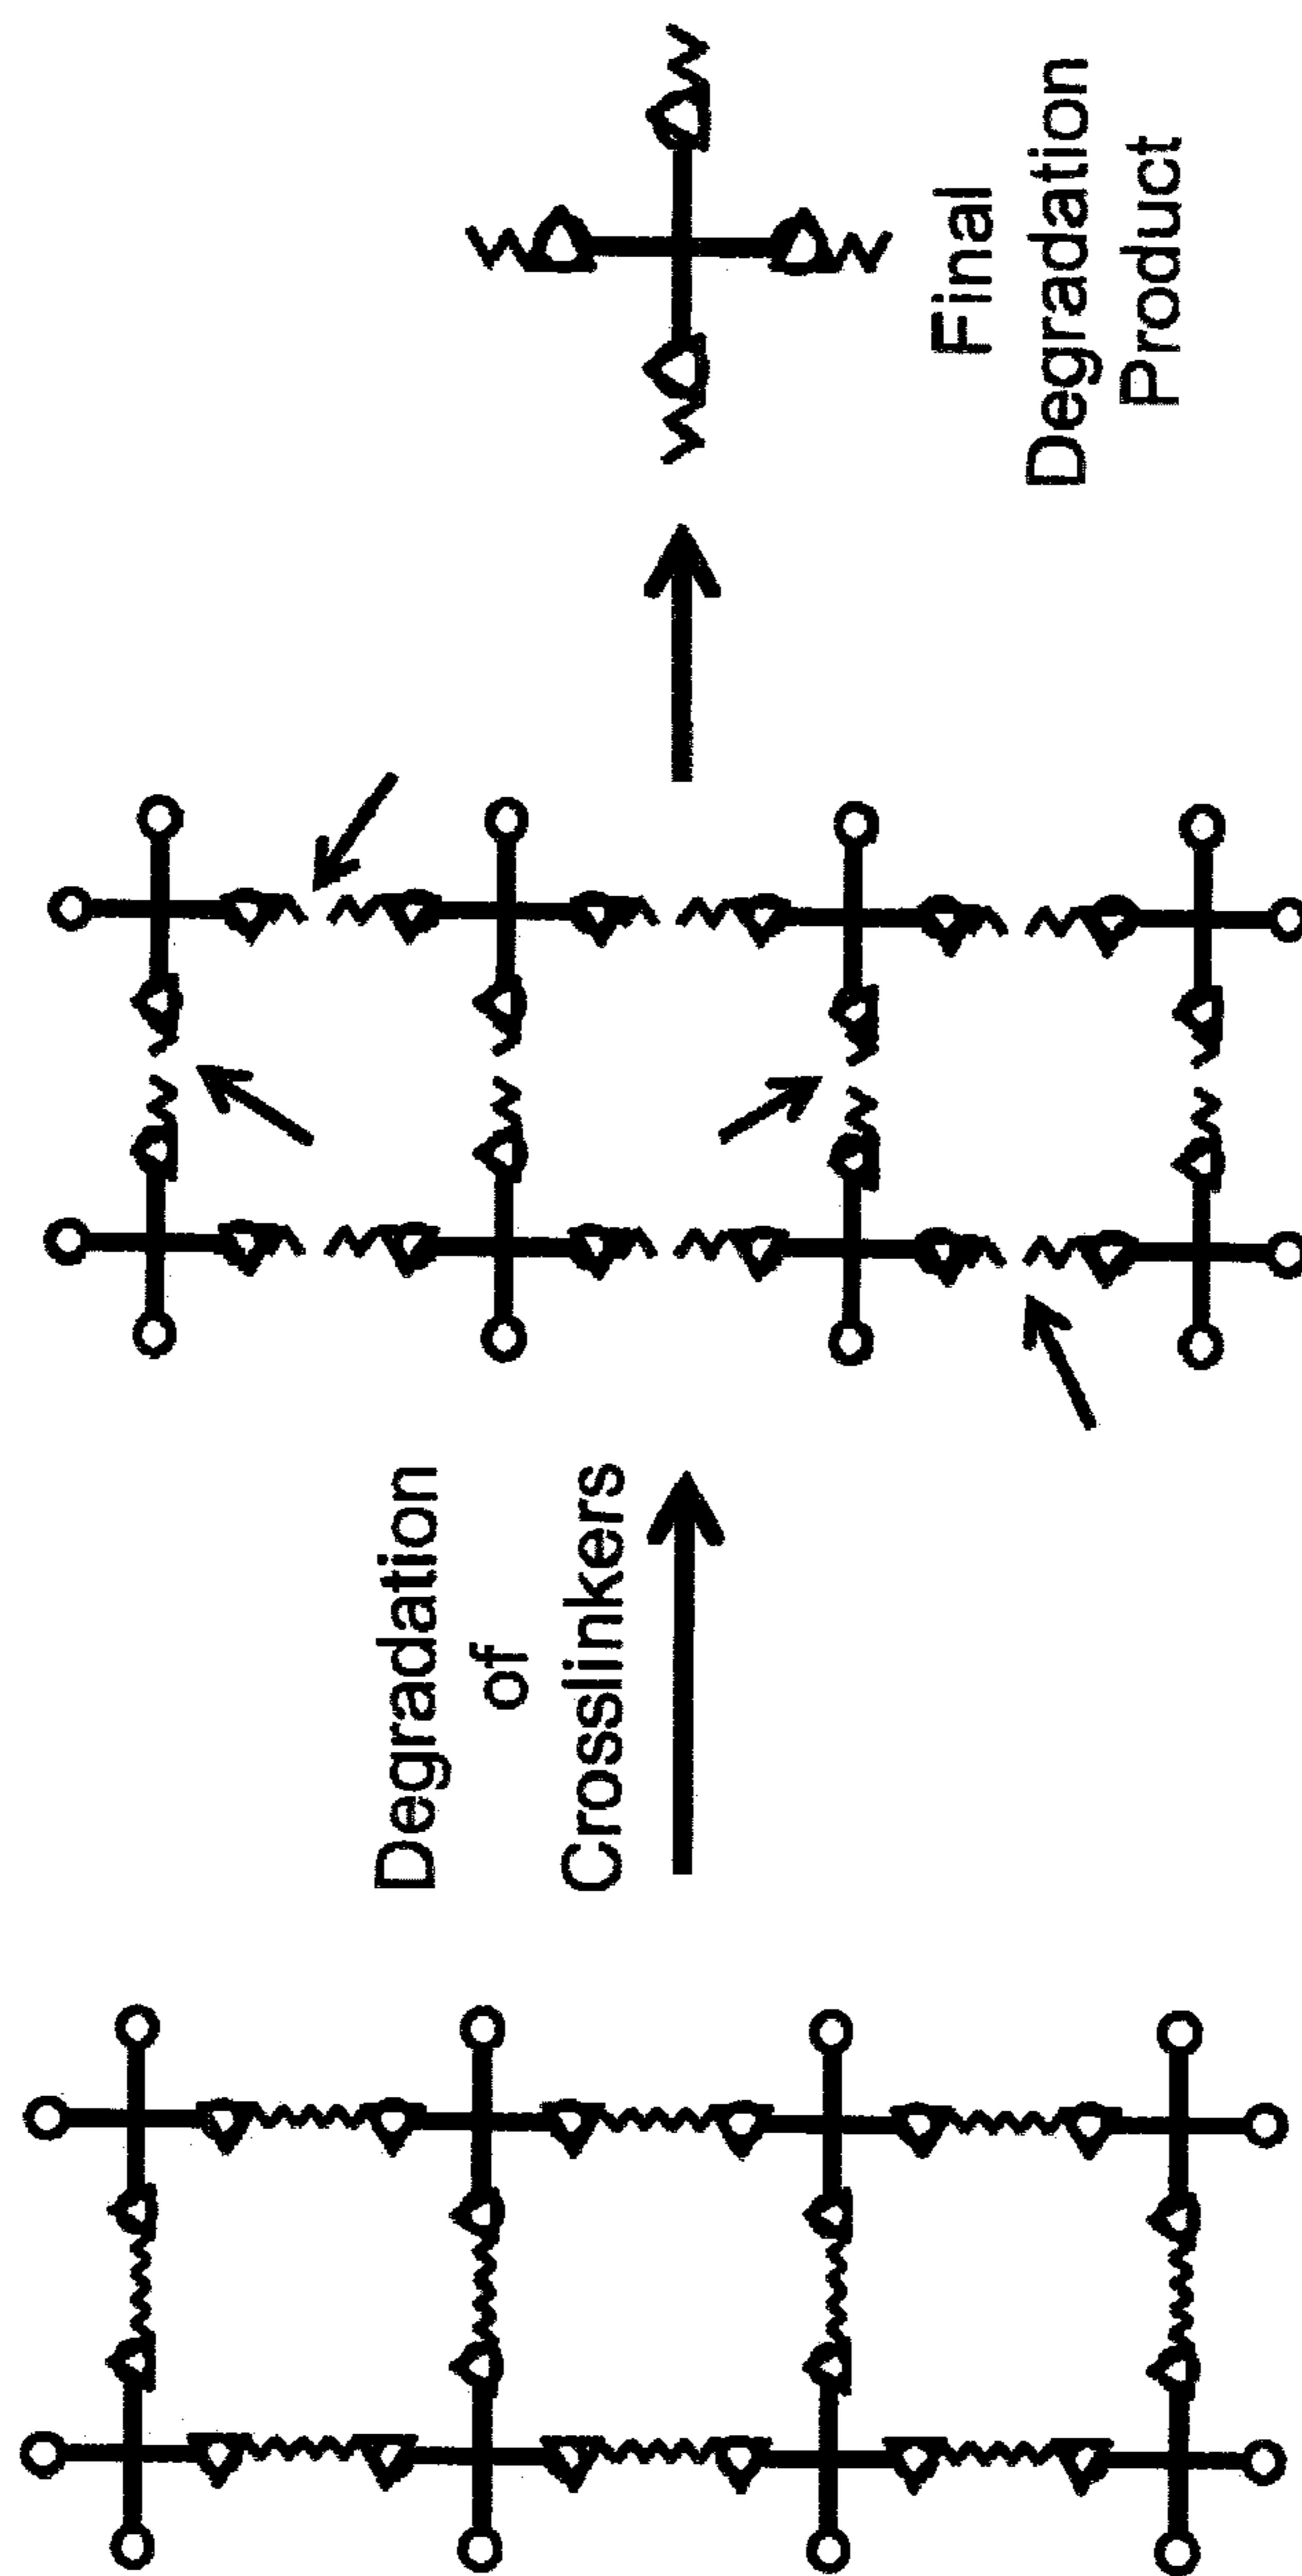 Degradation
of
Crosslinkers
Final
Degradation
Product